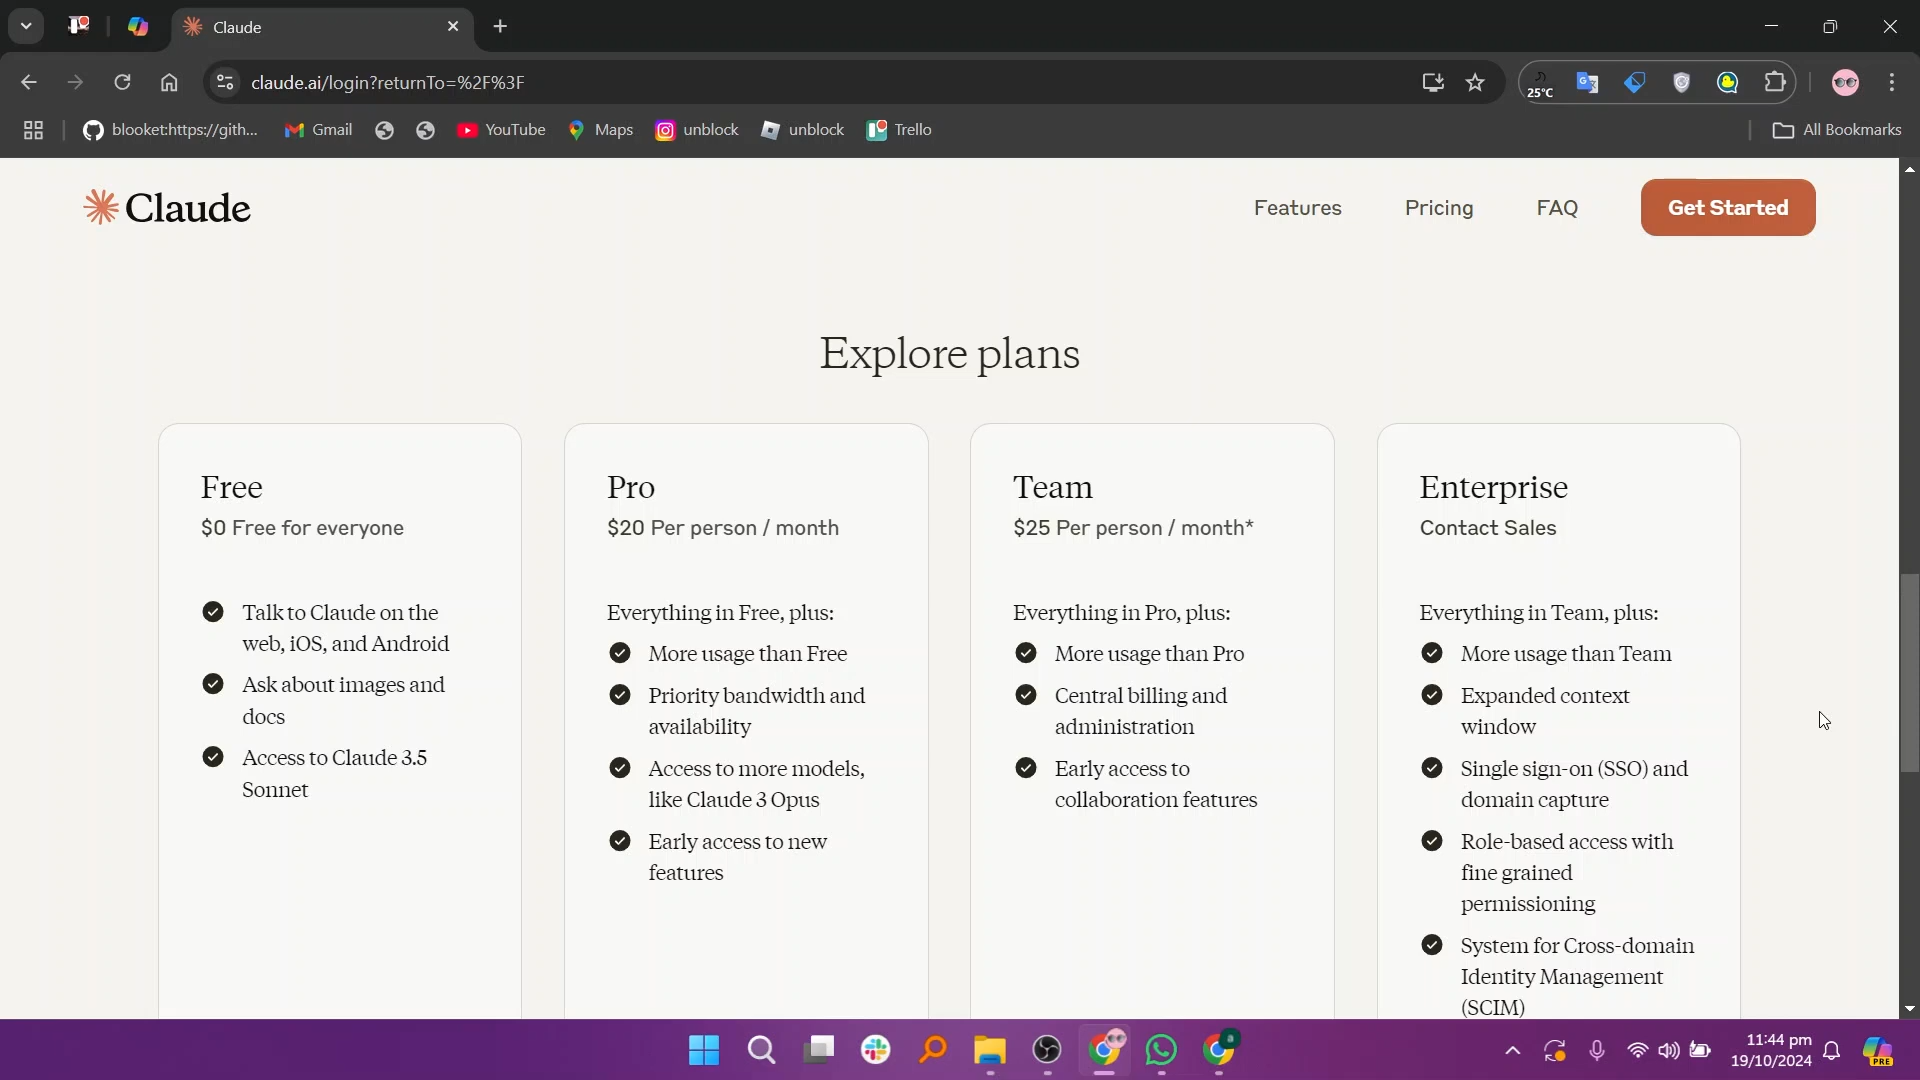 Claude
claude.ai/login?returnTo=%2F%3F
25°C
blooket:https://gith...
Gmail
YouTube
Maps
unblock
unblock
Trello
All Bookmarks
Claude
Features
Pricing
FAQ
Get Started
Explore plans
Free
$0 Free for everyone
Talk to Claude on the
web, iOS, and Android
Ask about images and
docs
Access to Claude 3.5
Sonnet
Pro
$20 Per person / month
Everything in Free, plus:
More usage than Free
Priority bandwidth and
availability
Access to more models,
like Claude 3 Opus
Early access to new
features
Team
$25 Per person / month*
Everything in Pro, plus:
More usage than Pro
Central billing and
administration
Early access to
collaboration features
Enterprise
Contact Sales
Everything in Team, plus:
More usage than Team
Expanded context
window
Single sign-on (SSO) and
domain capture
Role-based access with
fine grained
permissioning
System for Cross-domain
Identity Management
(SCIM)
11:44 pm
19/10/2024
PRE